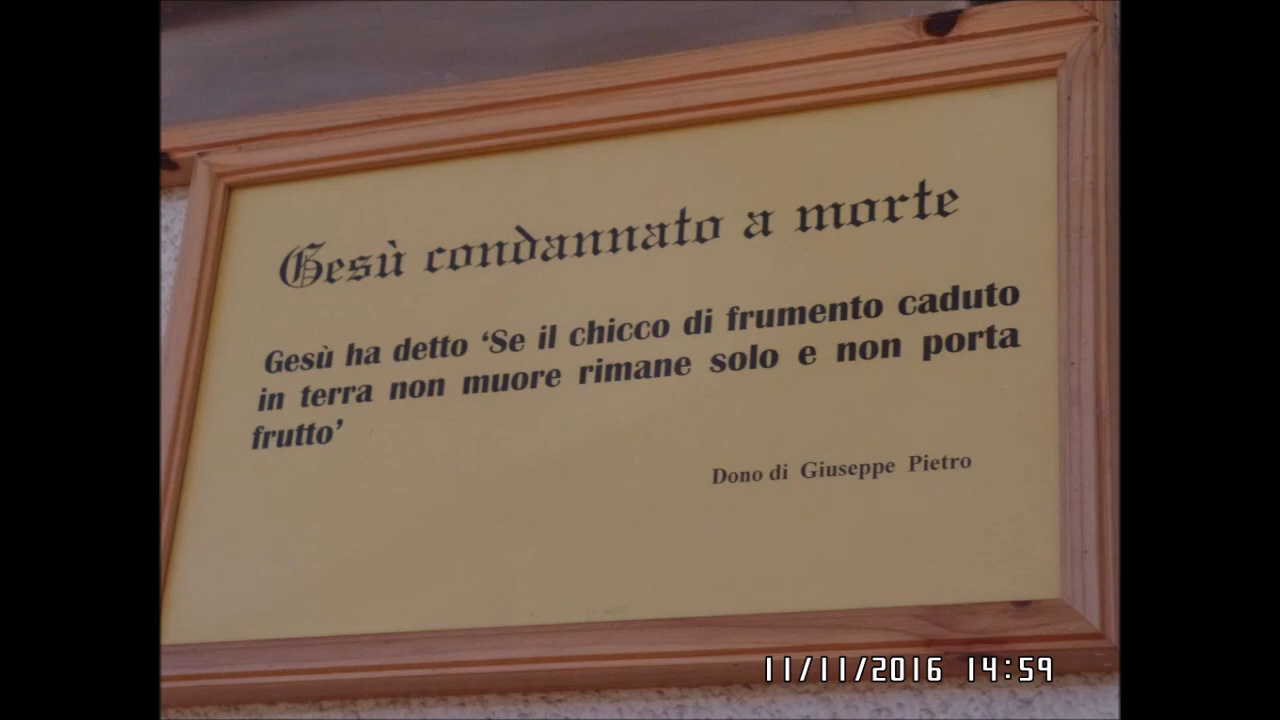 Gesù condannato a morte
Gesù ha detto ‘Se il chicco di frumento caduto
in terra non muore rimane solo e non porta
frutto’
Dono di Giuseppe Pietro
11/11/2016 14:59